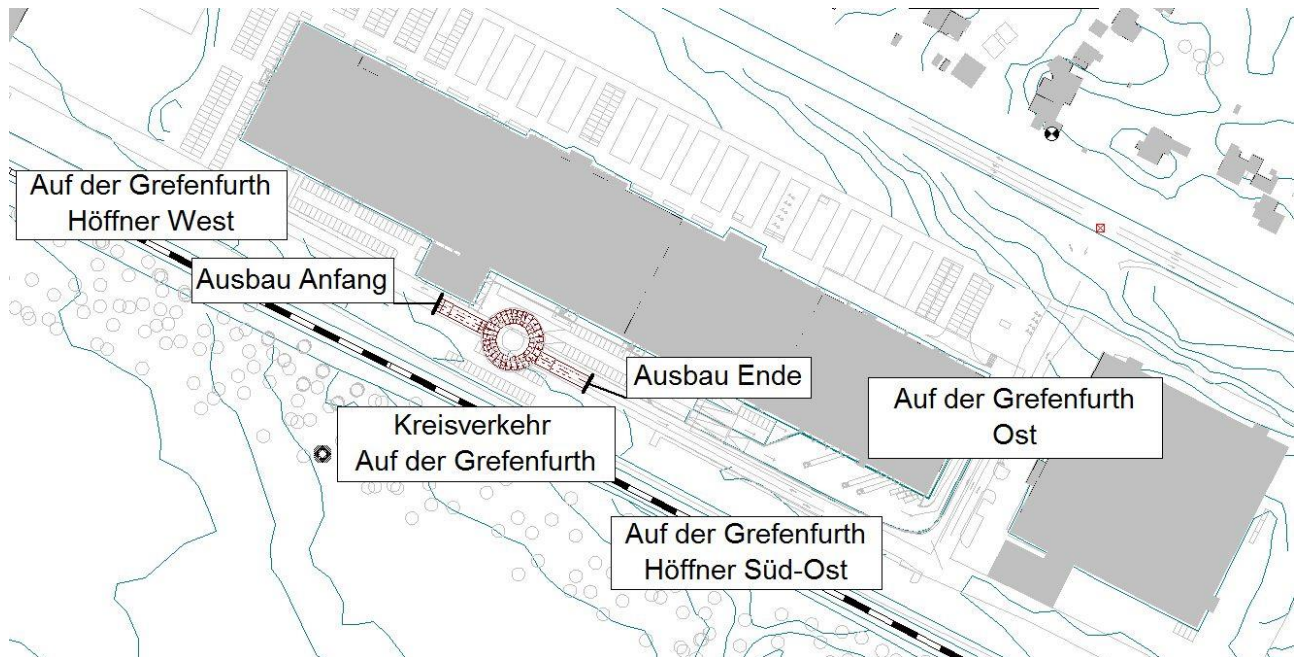 Auf der Grefenfurth
Höffner West
Ausbau Anfang
Ausbau Ende
Kreisverkehr
Auf der Grefenfurth
Auf der Grefenfurth
Ost
Auf der Grefenfurth
Höffner Süd-Ost